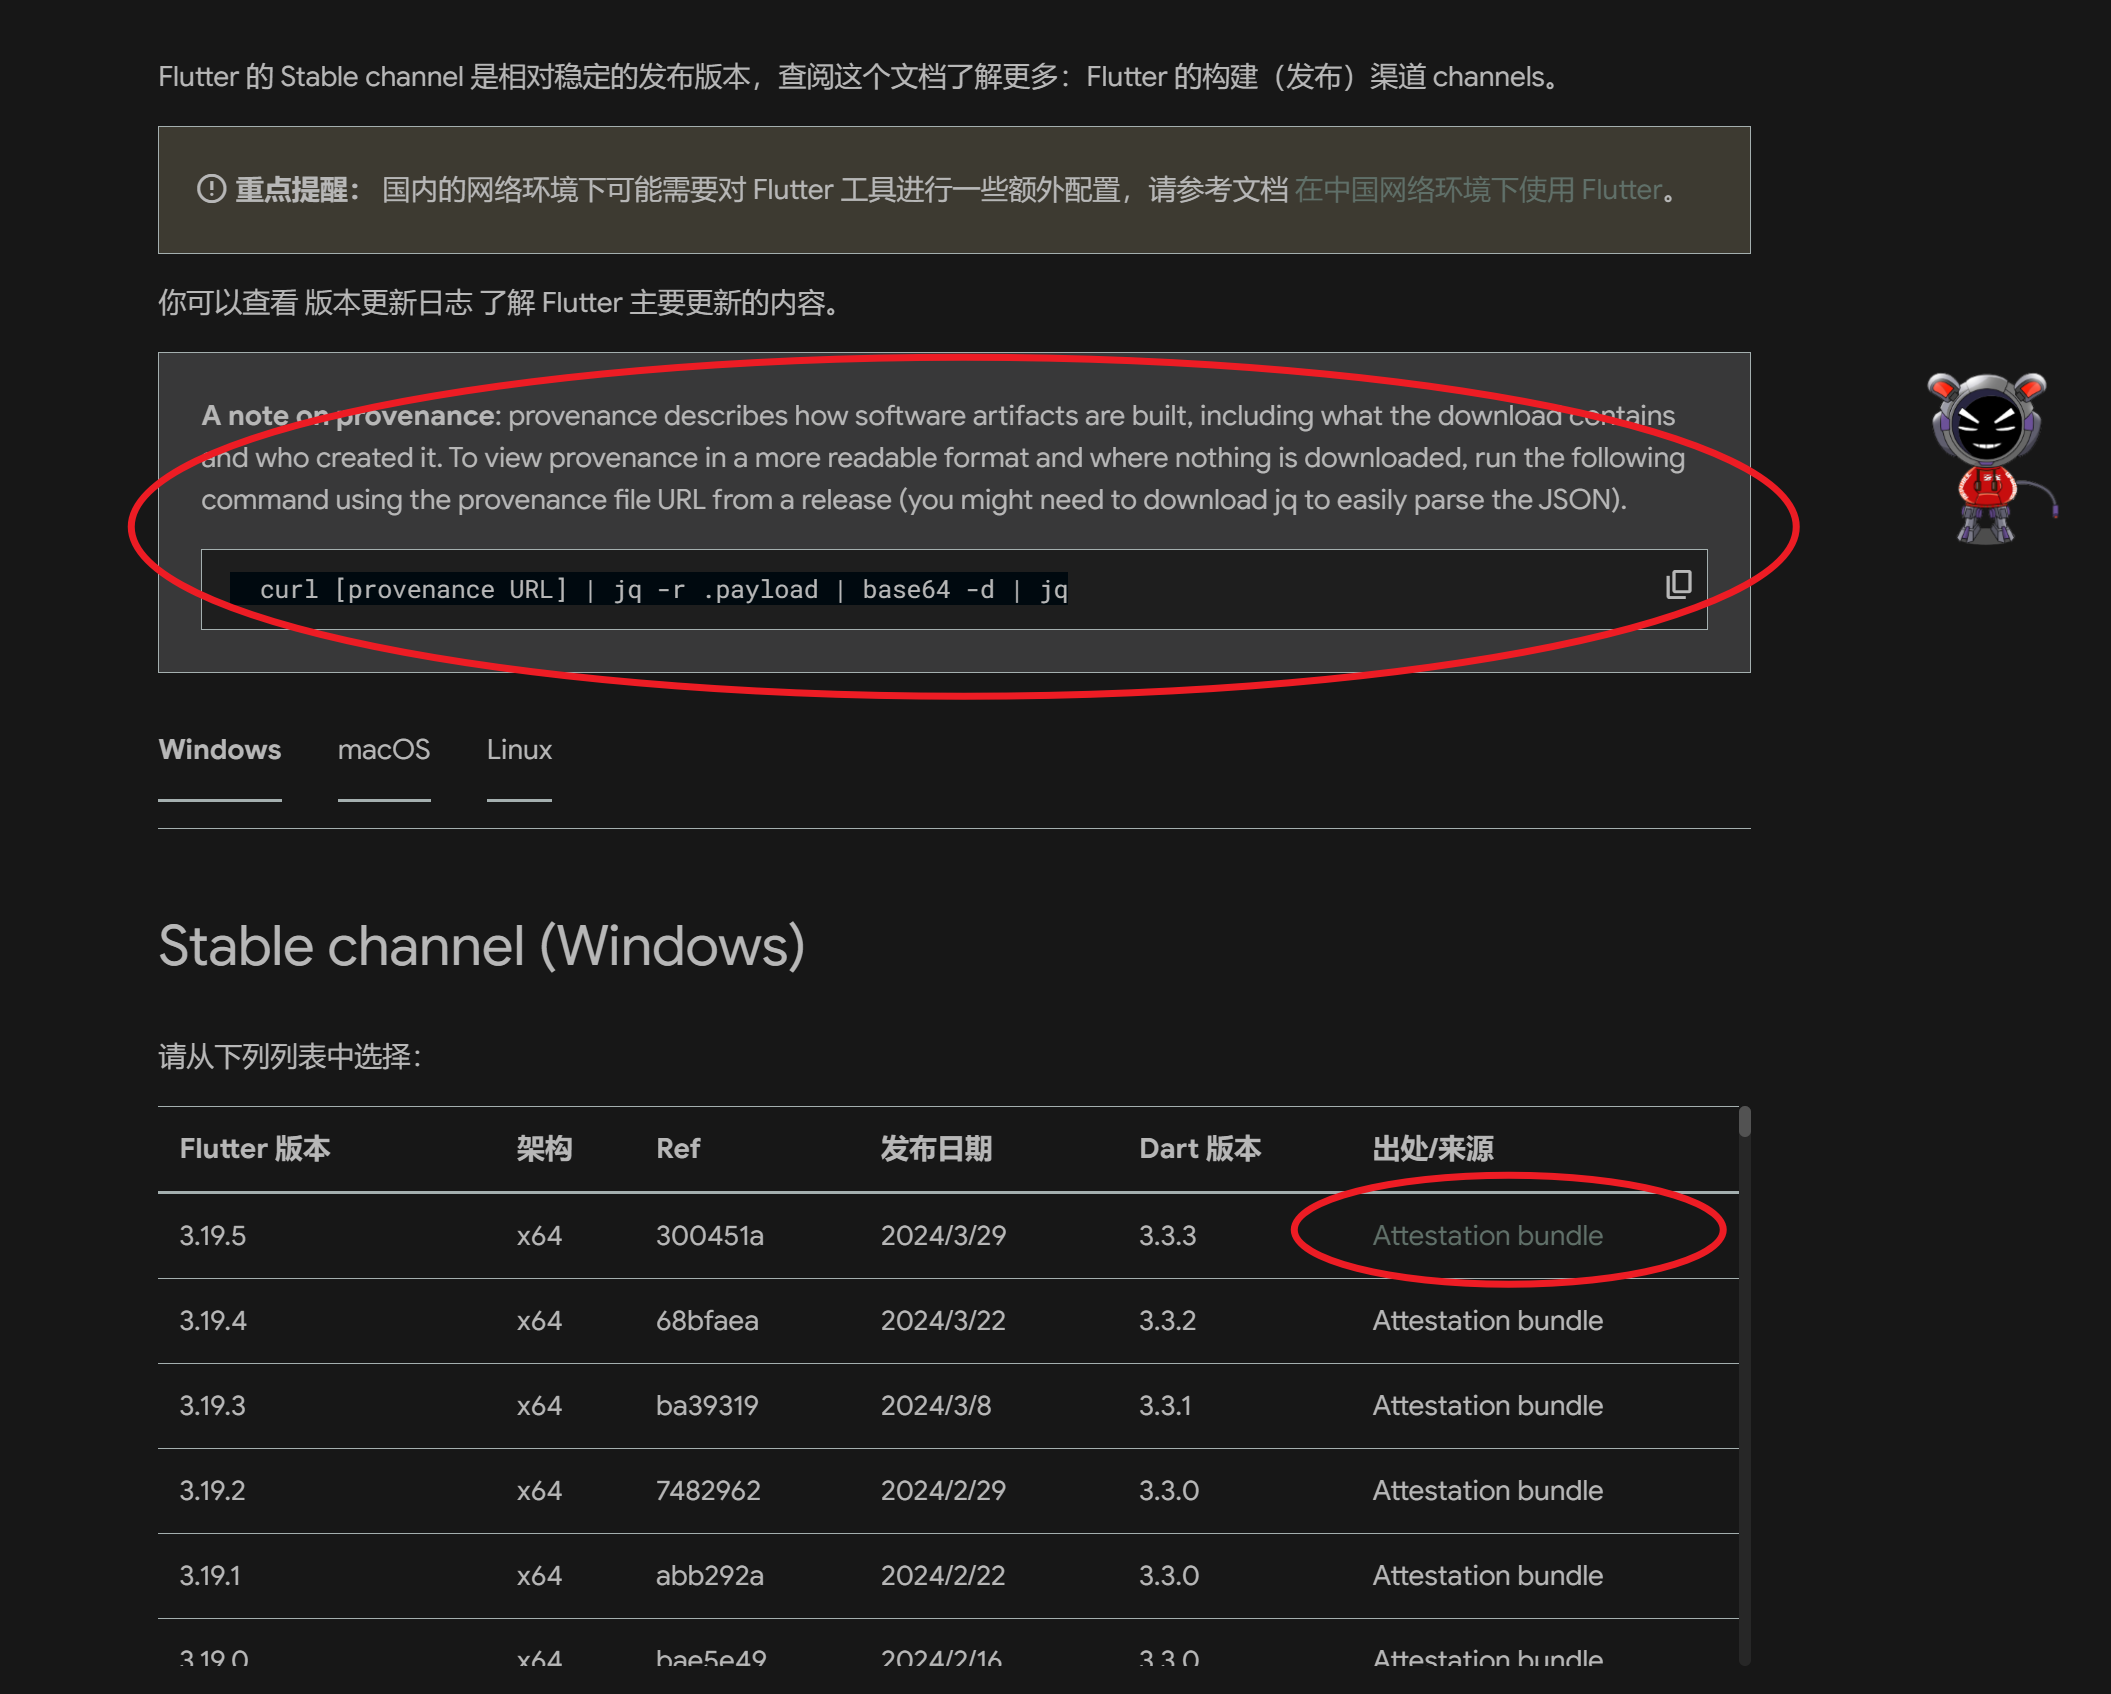 Flutter 的 Stable channel 是相对稳定的发布版本，查阅这个文档了解更多：Flutter 的构建（发布）渠道 channels。
重点提醒： 国内的网络环境下可能需要对 Flutter 工具进行一些额外配置，请参考文档 在中国网络环境下使用 Flutter。
你可以查看 版本更新日志 了解 Flutter 主要更新的内容。
A note on provenance: provenance describes how software artifacts are built, including what the download contains
and who created it. To view provenance in a more readable format and where nothing is downloaded, run the following
command using the provenance file URL from a release (you might need to download jq to easily parse the JSON).
curl [provenance URL] | jq -r .payload | base64 -d | jq
Windows macOS Linux
Stable channel (Windows)
请从下列列表中选择：
Flutter 版本 架构 Ref 发布日期 Dart 版本 出处/来源
3.19.5 x64 300451a 2024/3/29 3.3.3 Attestation bundle
3.19.4 x64 68bfaea 2024/3/22 3.3.2 Attestation bundle
3.19.3 x64 ba39319 2024/3/8 3.3.1 Attestation bundle
3.19.2 x64 7482962 2024/2/29 3.3.0 Attestation bundle
3.19.1 x64 abb292a 2024/2/22 3.3.0 Attestation bundle
3.19.0 x64 bae5e49 2024/2/16 3.3.0 Attestation bundle